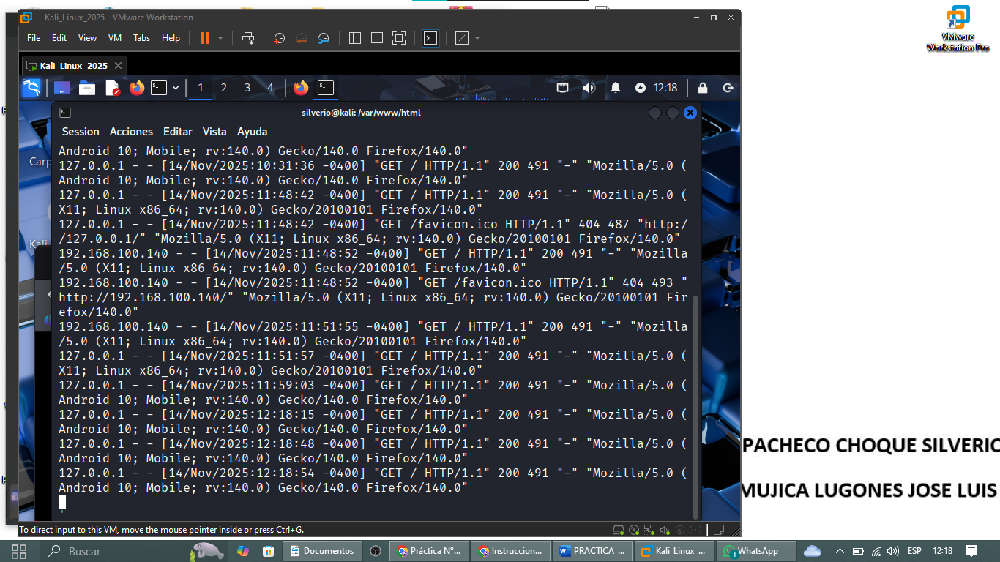 Kali_Linux_2025 - VMware Workstation
File Edit View VM Tabs Help
Kali_Linux_2025
1 2 3 4 12:18
silverio@kali: /var/www/html
Session Acciones Editar Vista Ayuda
Android 10; Mobile; rv:140.0) Gecko/140.0 Firefox/140.0"
127.0.0.1 - - [14/Nov/2025:10:31:36 -0400] "GET / HTTP/1.1" 200 491 "-" "Mozilla/5.0 (
Android 10; Mobile; rv:140.0) Gecko/140.0 Firefox/140.0"
127.0.0.1 - - [14/Nov/2025:11:48:42 -0400] "GET / HTTP/1.1" 200 491 "-" "Mozilla/5.0 (
X11; Linux x86_64; rv:140.0) Gecko/20100101 Firefox/140.0"
127.0.0.1 - - [14/Nov/2025:11:48:42 -0400] "GET /favicon.ico HTTP/1.1" 404 487 "http:/
/127.0.0.1/" "Mozilla/5.0 (X11; Linux x86_64; rv:140.0) Gecko/20100101 Firefox/140.0"
192.168.100.140 - - [14/Nov/2025:11:48:52 -0400] "GET / HTTP/1.1" 200 491 "-" "Mozilla
/5.0 (X11; Linux x86_64; rv:140.0) Gecko/20100101 Firefox/140.0"
192.168.100.140 - - [14/Nov/2025:11:48:52 -0400] "GET /favicon.ico HTTP/1.1" 404 493 "
http://192.168.100.140/" "Mozilla/5.0 (X11; Linux x86_64; rv:140.0) Gecko/20100101 Fir
efox/140.0"
192.168.100.140 - - [14/Nov/2025:11:51:55 -0400] "GET / HTTP/1.1" 200 491 "-" "Mozilla
/5.0 (X11; Linux x86_64; rv:140.0) Gecko/20100101 Firefox/140.0"
127.0.0.1 - - [14/Nov/2025:11:51:57 -0400] "GET / HTTP/1.1" 200 491 "-" "Mozilla/5.0 (
X11; Linux x86_64; rv:140.0) Gecko/20100101 Firefox/140.0"
127.0.0.1 - - [14/Nov/2025:11:59:03 -0400] "GET / HTTP/1.1" 200 491 "-" "Mozilla/5.0 (
Android 10; Mobile; rv:140.0) Gecko/140.0 Firefox/140.0"
127.0.0.1 - - [14/Nov/2025:12:18:15 -0400] "GET / HTTP/1.1" 200 491 "-" "Mozilla/5.0 (
Android 10; Mobile; rv:140.0) Gecko/140.0 Firefox/140.0"
127.0.0.1 - - [14/Nov/2025:12:18:48 -0400] "GET / HTTP/1.1" 200 491 "-" "Mozilla/5.0 (
Android 10; Mobile; rv:140.0) Gecko/140.0 Firefox/140.0"
127.0.0.1 - - [14/Nov/2025:12:18:54 -0400] "GET / HTTP/1.1" 200 491 "-" "Mozilla/5.0 (
Android 10; Mobile; rv:140.0) Gecko/140.0 Firefox/140.0"
Carp
Kali
To direct input to this VM, move the mouse pointer inside or press Ctrl+G.
VMware
Workstation Pro
PACHECO CHOQUE SILVERIO
MUJICA LUGONES JOSE LUIS
Buscar Documentos Práctica N°... Instruccion... PRACTICA_... Kali_Linux_... 1 WhatsApp ESP 12:18